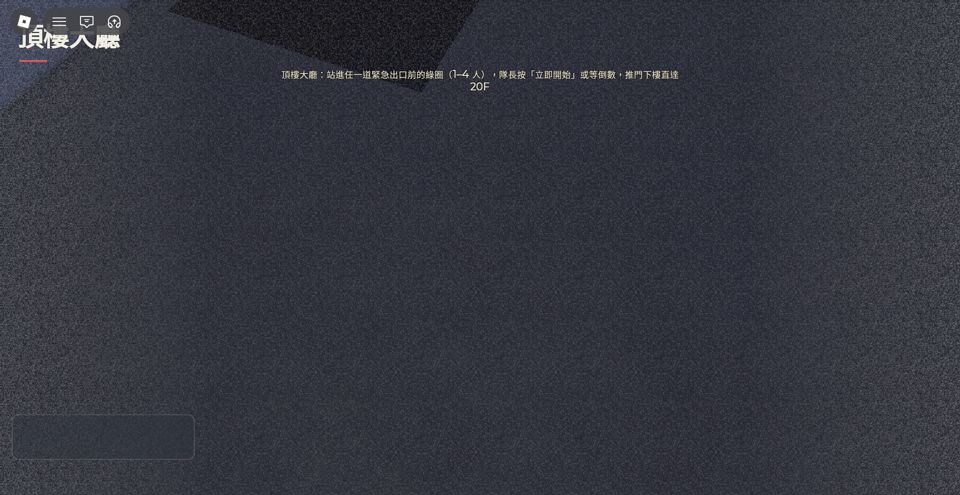 頂樓大廳
頂樓大廳：站進任一道緊急出口前的綠圈（1–4 人），隊長按「立即開始」或等倒數，推門下樓直達
20F